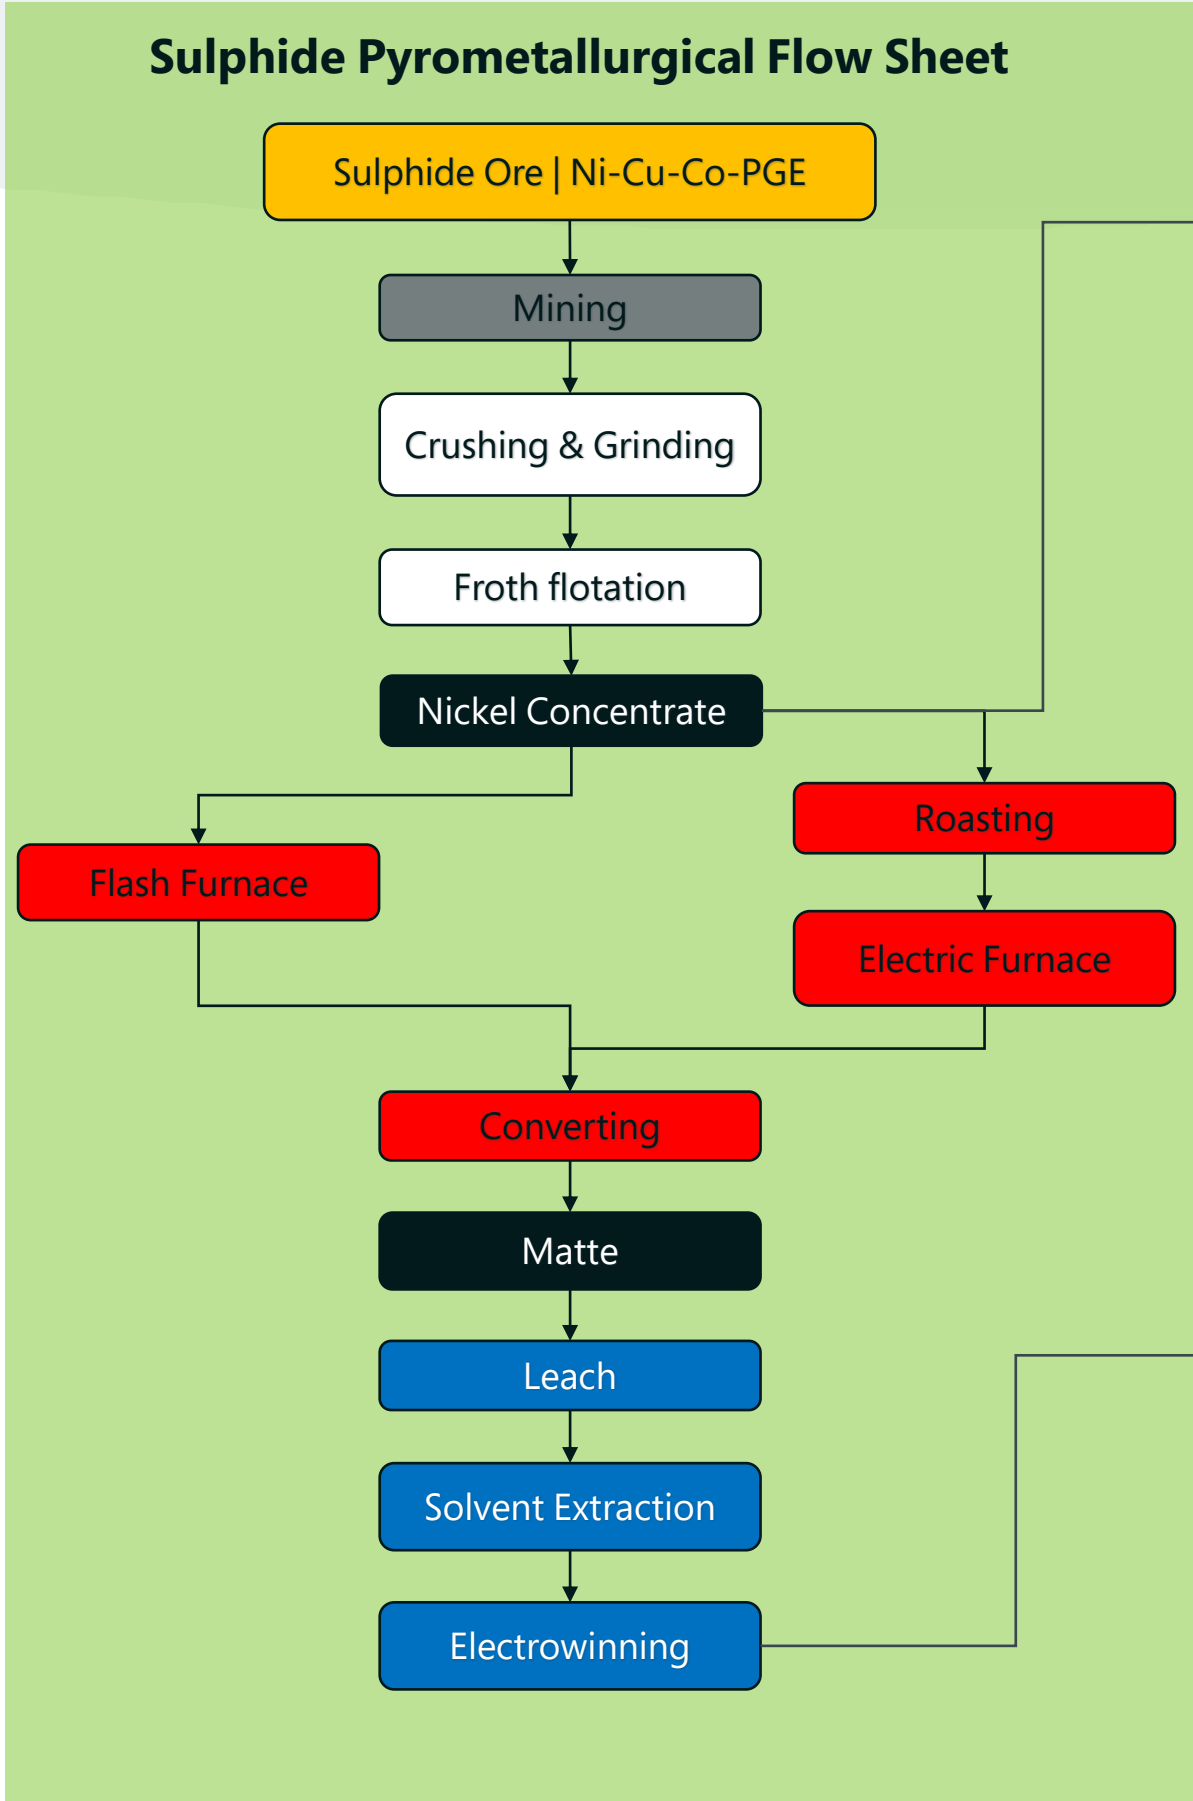 Sulphide Pyrometallurgical Flow Sheet
Sulphide Ore | Ni-Cu-Co-PGE
Mining
Crushing & Grinding
Froth flotation
Nickel Concentrate
Roasting
Flash Furnace
Electric Furnace
Converting
Matte
Leach
Solvent Extraction
Electrowinning